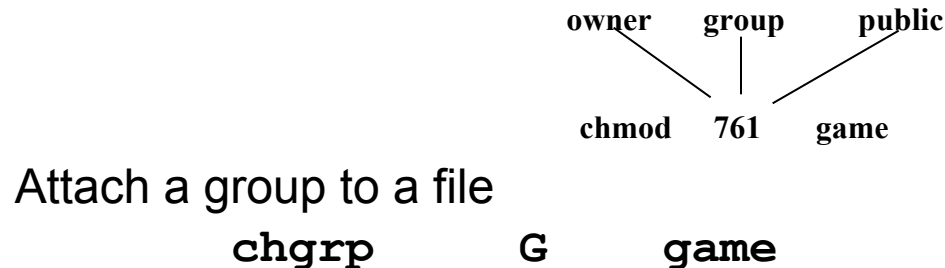 owner group public
chmod 761 game
Attach a group to a file
chgrp G game